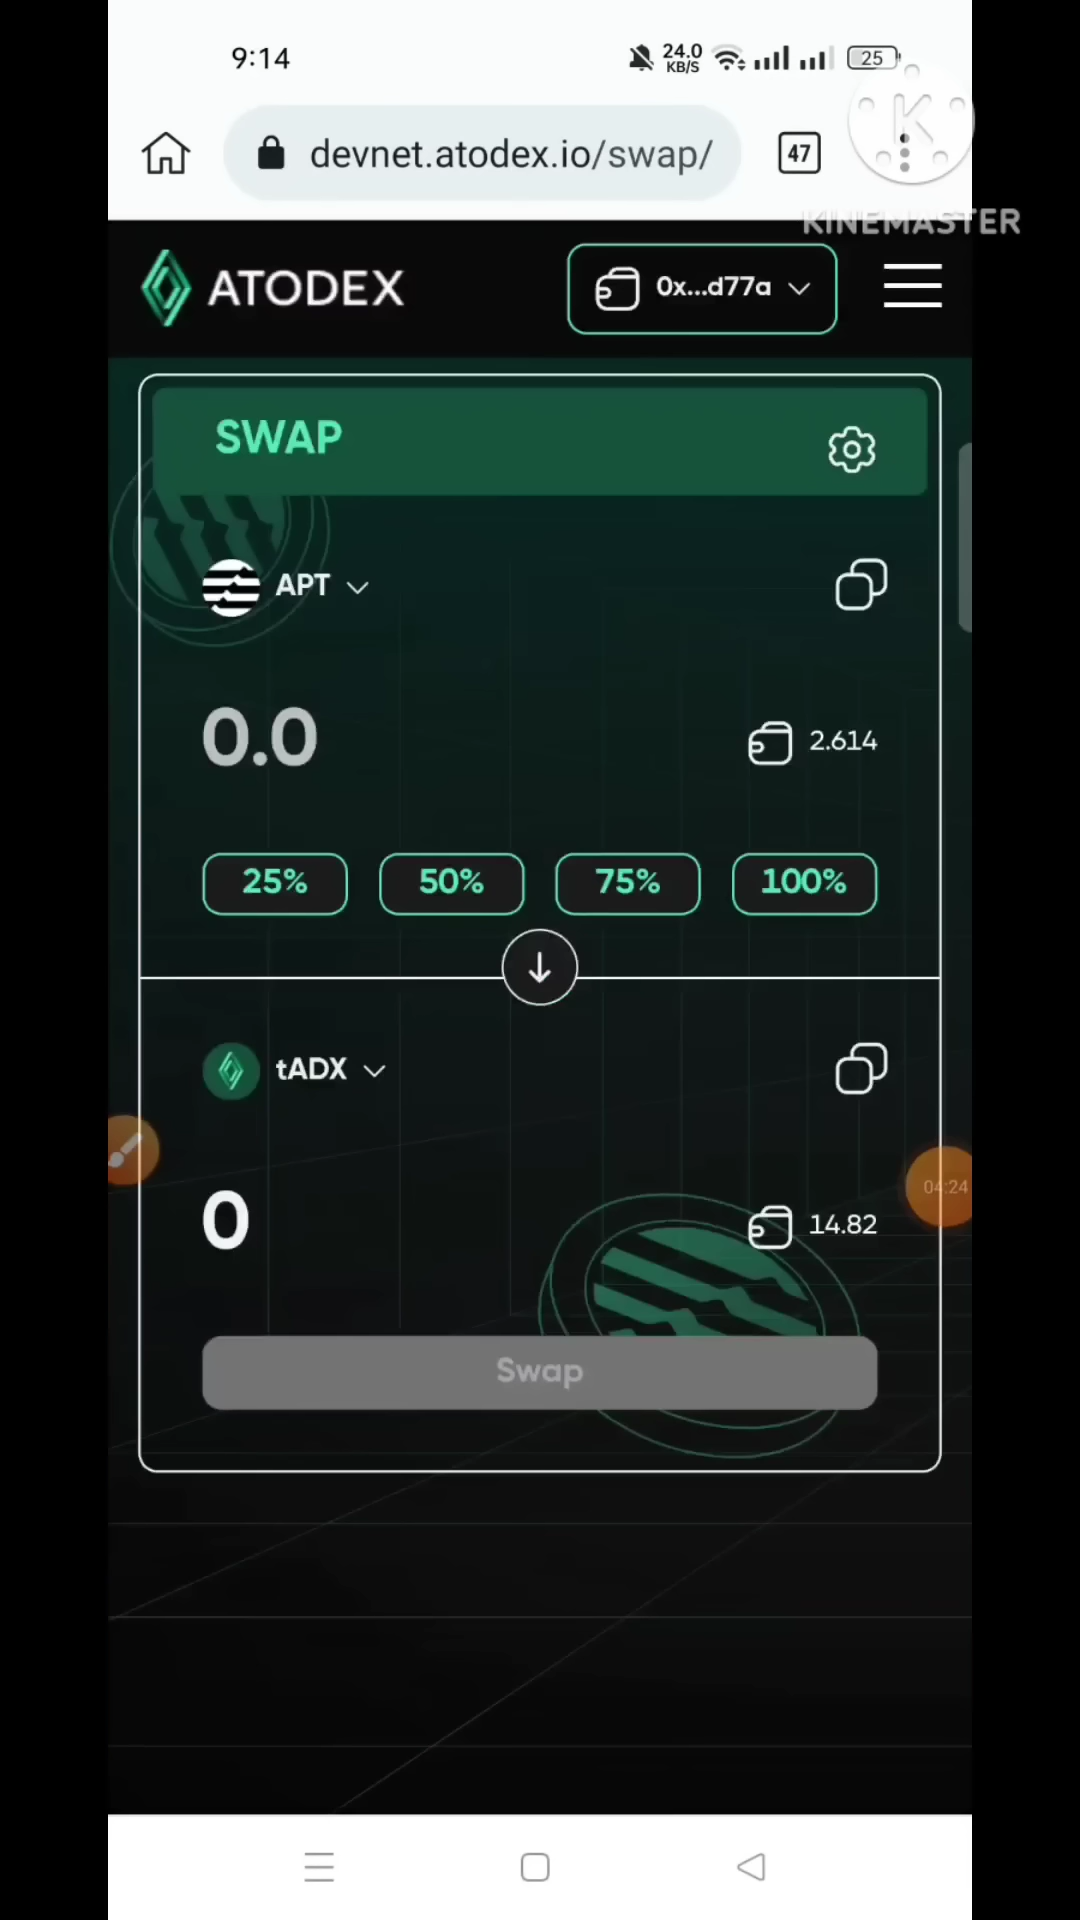 9:14
24.0
KB/S
25
devnet.atodex.io/swap/
47
K
KINEMASTER
ATODEX
0x...d77a
SWAP
APT
0.0
2.614
25%
50%
75%
100%
tADX
04:24
0
14.82
Swap